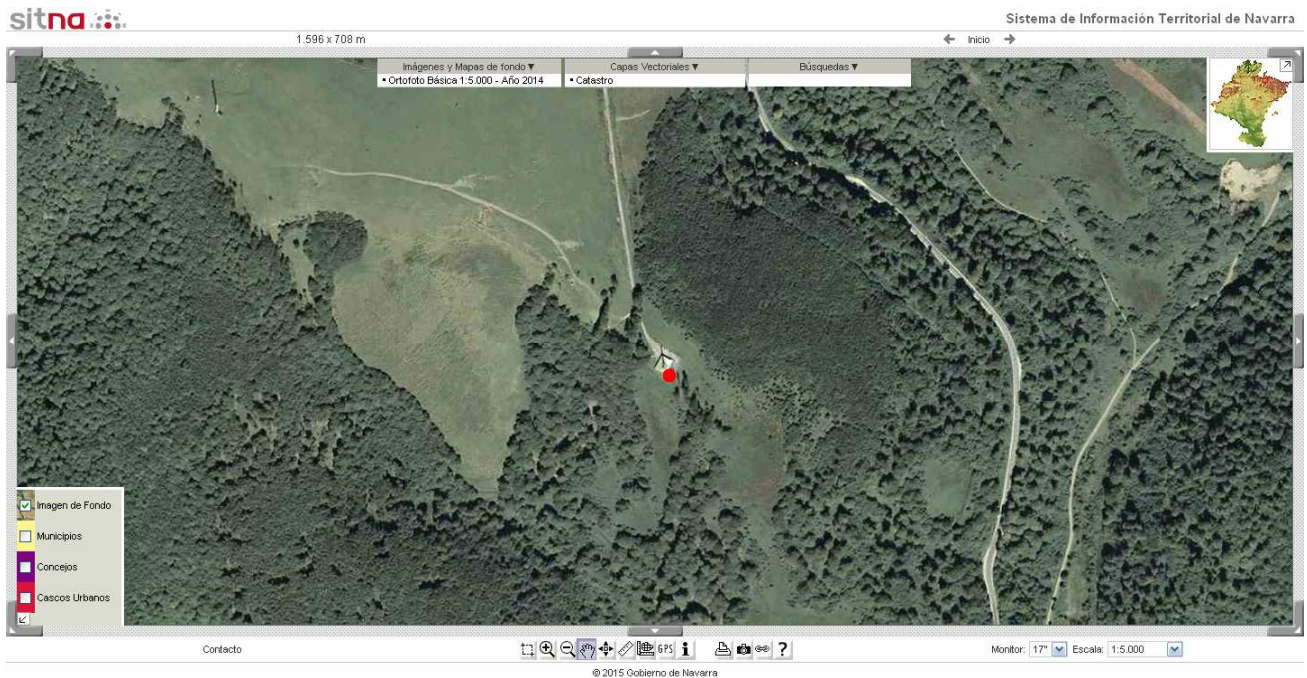 sitna
Sistema de Información Territorial de Navarra
1.596 x 708 m
Inicio
Imágenes y Mapas de fondo ▼
Capas Vectoriales ▼
Búsquedas ▼
• Ortofoto Básica 1:5.000 - Año 2014
• Catastro
Imagen de Fondo
Municipios
Concejos
Cascos Urbanos
Contacto
GPS
i
?
Monitor: 17"
Escala: 1:5.000
© 2015 Gobierno de Navarra